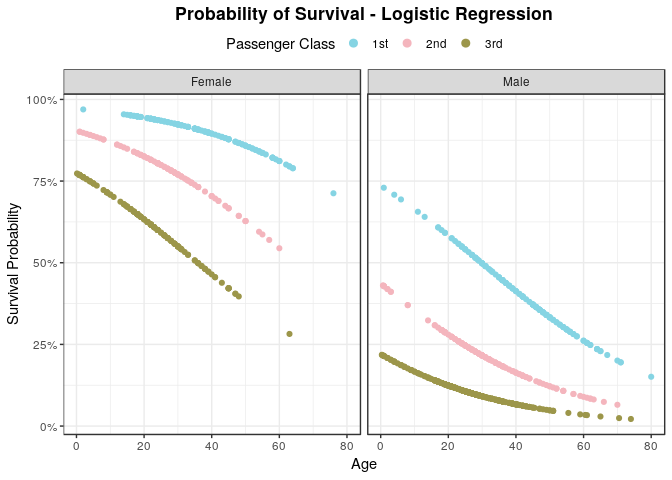 Probability of Survival - Logistic Regression
Passenger Class 1st 2nd 3rd
Female Male
100%
75%
50%
25%
0%
Survival Probability
0 20 40 60 80 0 20 40 60 80
Age